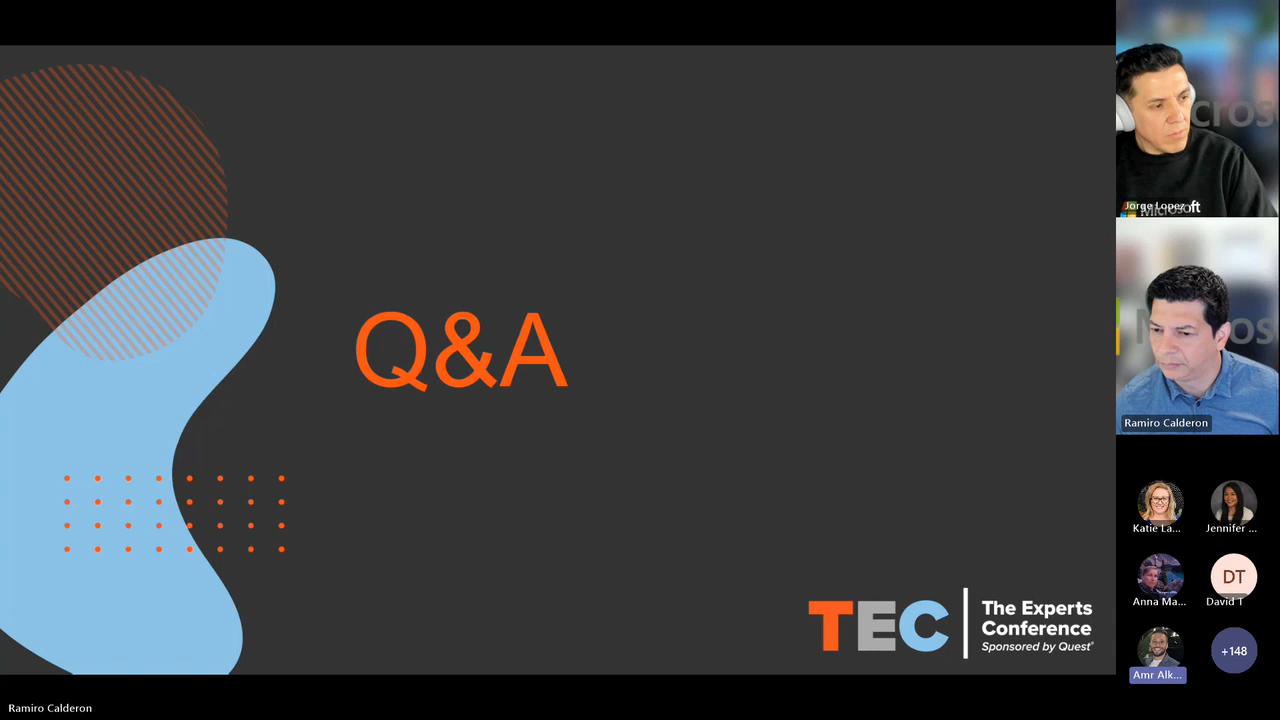 Q&A
TEC
The Experts
Conference
Sponsored by Quest®
Jorge Lopez
Microsoft
Ramiro Calderon
Katie La...
Jennifer ...
Anna Ma...
DT
David T
Amr Alk...
+148
Ramiro Calderon